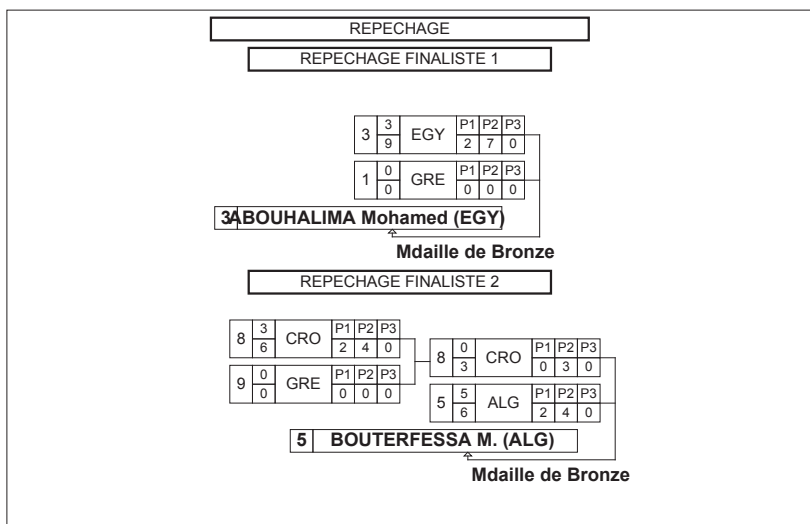 REPECHAGE
REPECHAGE FINALISTE 1
3 3 EGY P1 P2 P3
9 2 7 0
1 0 GRE P1 P2 P3
0 0 0 0
3 ABOUHALIMA Mohamed (EGY)
Mdaille de Bronze
REPECHAGE FINALISTE 2
8 3 CRO P1 P2 P3
6 2 4 0
9 0 GRE P1 P2 P3
0 0 0 0
8 0 CRO P1 P2 P3
3 0 3 0
5 5 ALG P1 P2 P3
6 2 4 0
5 BOUTERFESSA M. (ALG)
Mdaille de Bronze